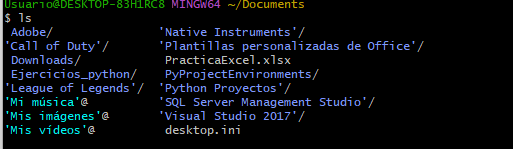 Usuario@DESKTOP-83H1RC8 MINGW64 ~/Documents
$ ls
 Adobe/                'Native Instruments'/
'Call of Duty'/        'Plantillas personalizadas de Office'/
 Downloads/             PracticaExcel.xlsx
 Ejercicios_python/     PyProjectEnvironments/
'League of Legends'/   'Python Proyectos'/
'Mi música'@           'SQL Server Management Studio'/
'Mis imágenes'@        'Visual Studio 2017'/
'Mis vídeos'@           desktop.ini